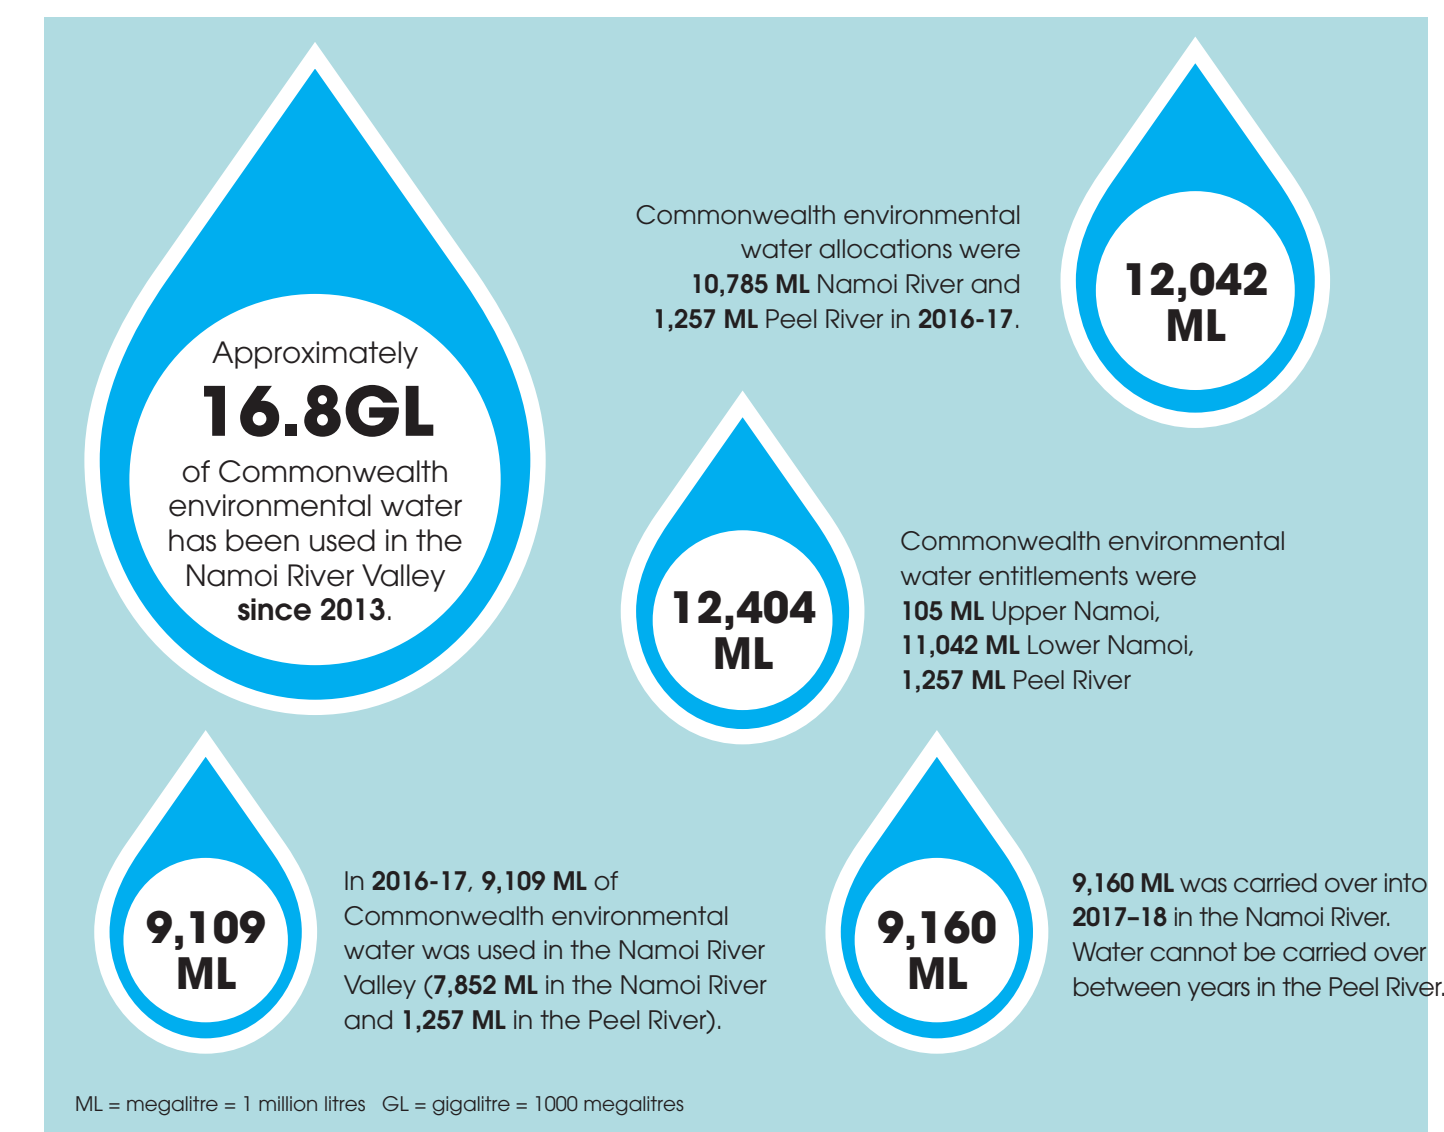 Approximately
16.8GL
of Commonwealth
environmental water
has been used in the
Namoi River Valley
since 2013.
Commonwealth environmental
water allocations were
10,785 ML Namoi River and
1,257 ML Peel River in 2016-17.
12,042
ML
12,404
ML
Commonwealth environmental
water entitlements were
105 ML Upper Namoi,
11,042 ML Lower Namoi,
1,257 ML Peel River
9,109
ML
In 2016-17, 9,109 ML of
Commonwealth environmental
water was used in the Namoi River
Valley (7,852 ML in the Namoi River
and 1,257 ML in the Peel River).
9,160
ML
9,160 ML was carried over into
2017–18 in the Namoi River.
Water cannot be carried over
between years in the Peel River.
ML = megalitre = 1 million litres GL = gigalitre = 1000 megalitres